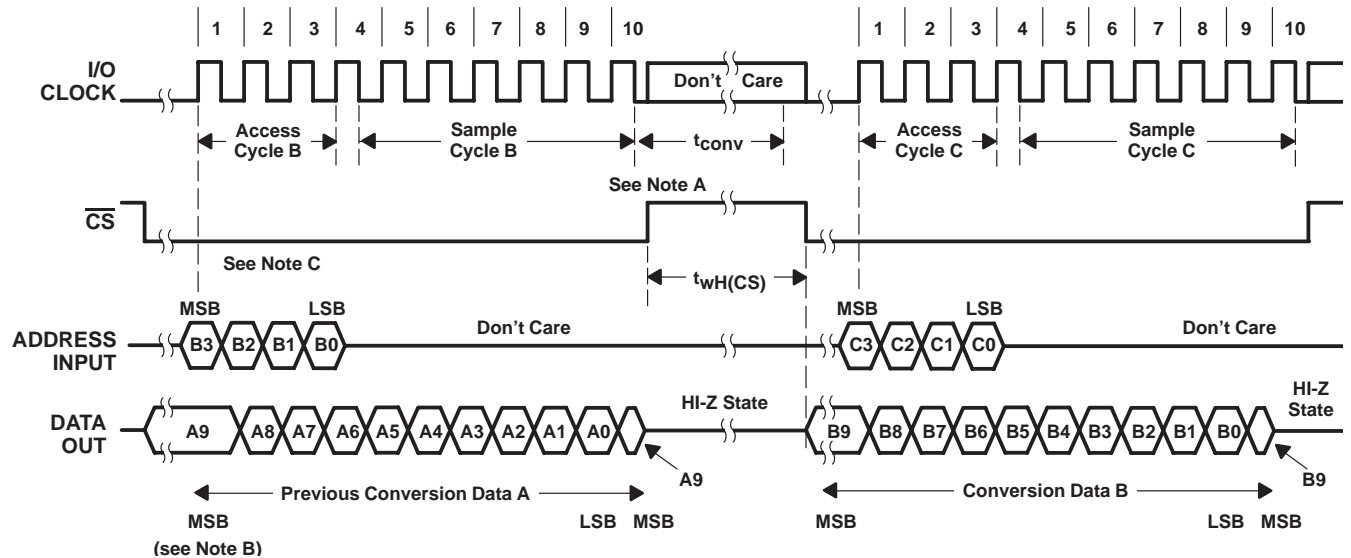 1 2 3 4 5 6 7 8 9 10 1 2 3 4 5 6 7 8 9 10
I/O
CLOCK
Don't Care
Access
Cycle B
Sample
Cycle B
tconv
Access
Cycle C
Sample
Cycle C
See Note A
CS
See Note C
twH(CS)
MSB LSB MSB LSB
ADDRESS
INPUT
B3 B2 B1 B0 Don't Care C3 C2 C1 C0 Don't Care
HI-Z State
HI-Z
State
DATA
OUT
A9 A8 A7 A6 A5 A4 A3 A2 A1 A0 B9 B8 B7 B6 B5 B4 B3 B2 B1 B0
A9 B9
Previous Conversion Data A Conversion Data B
MSB LSB MSB MSB LSB MSB
(see Note B)